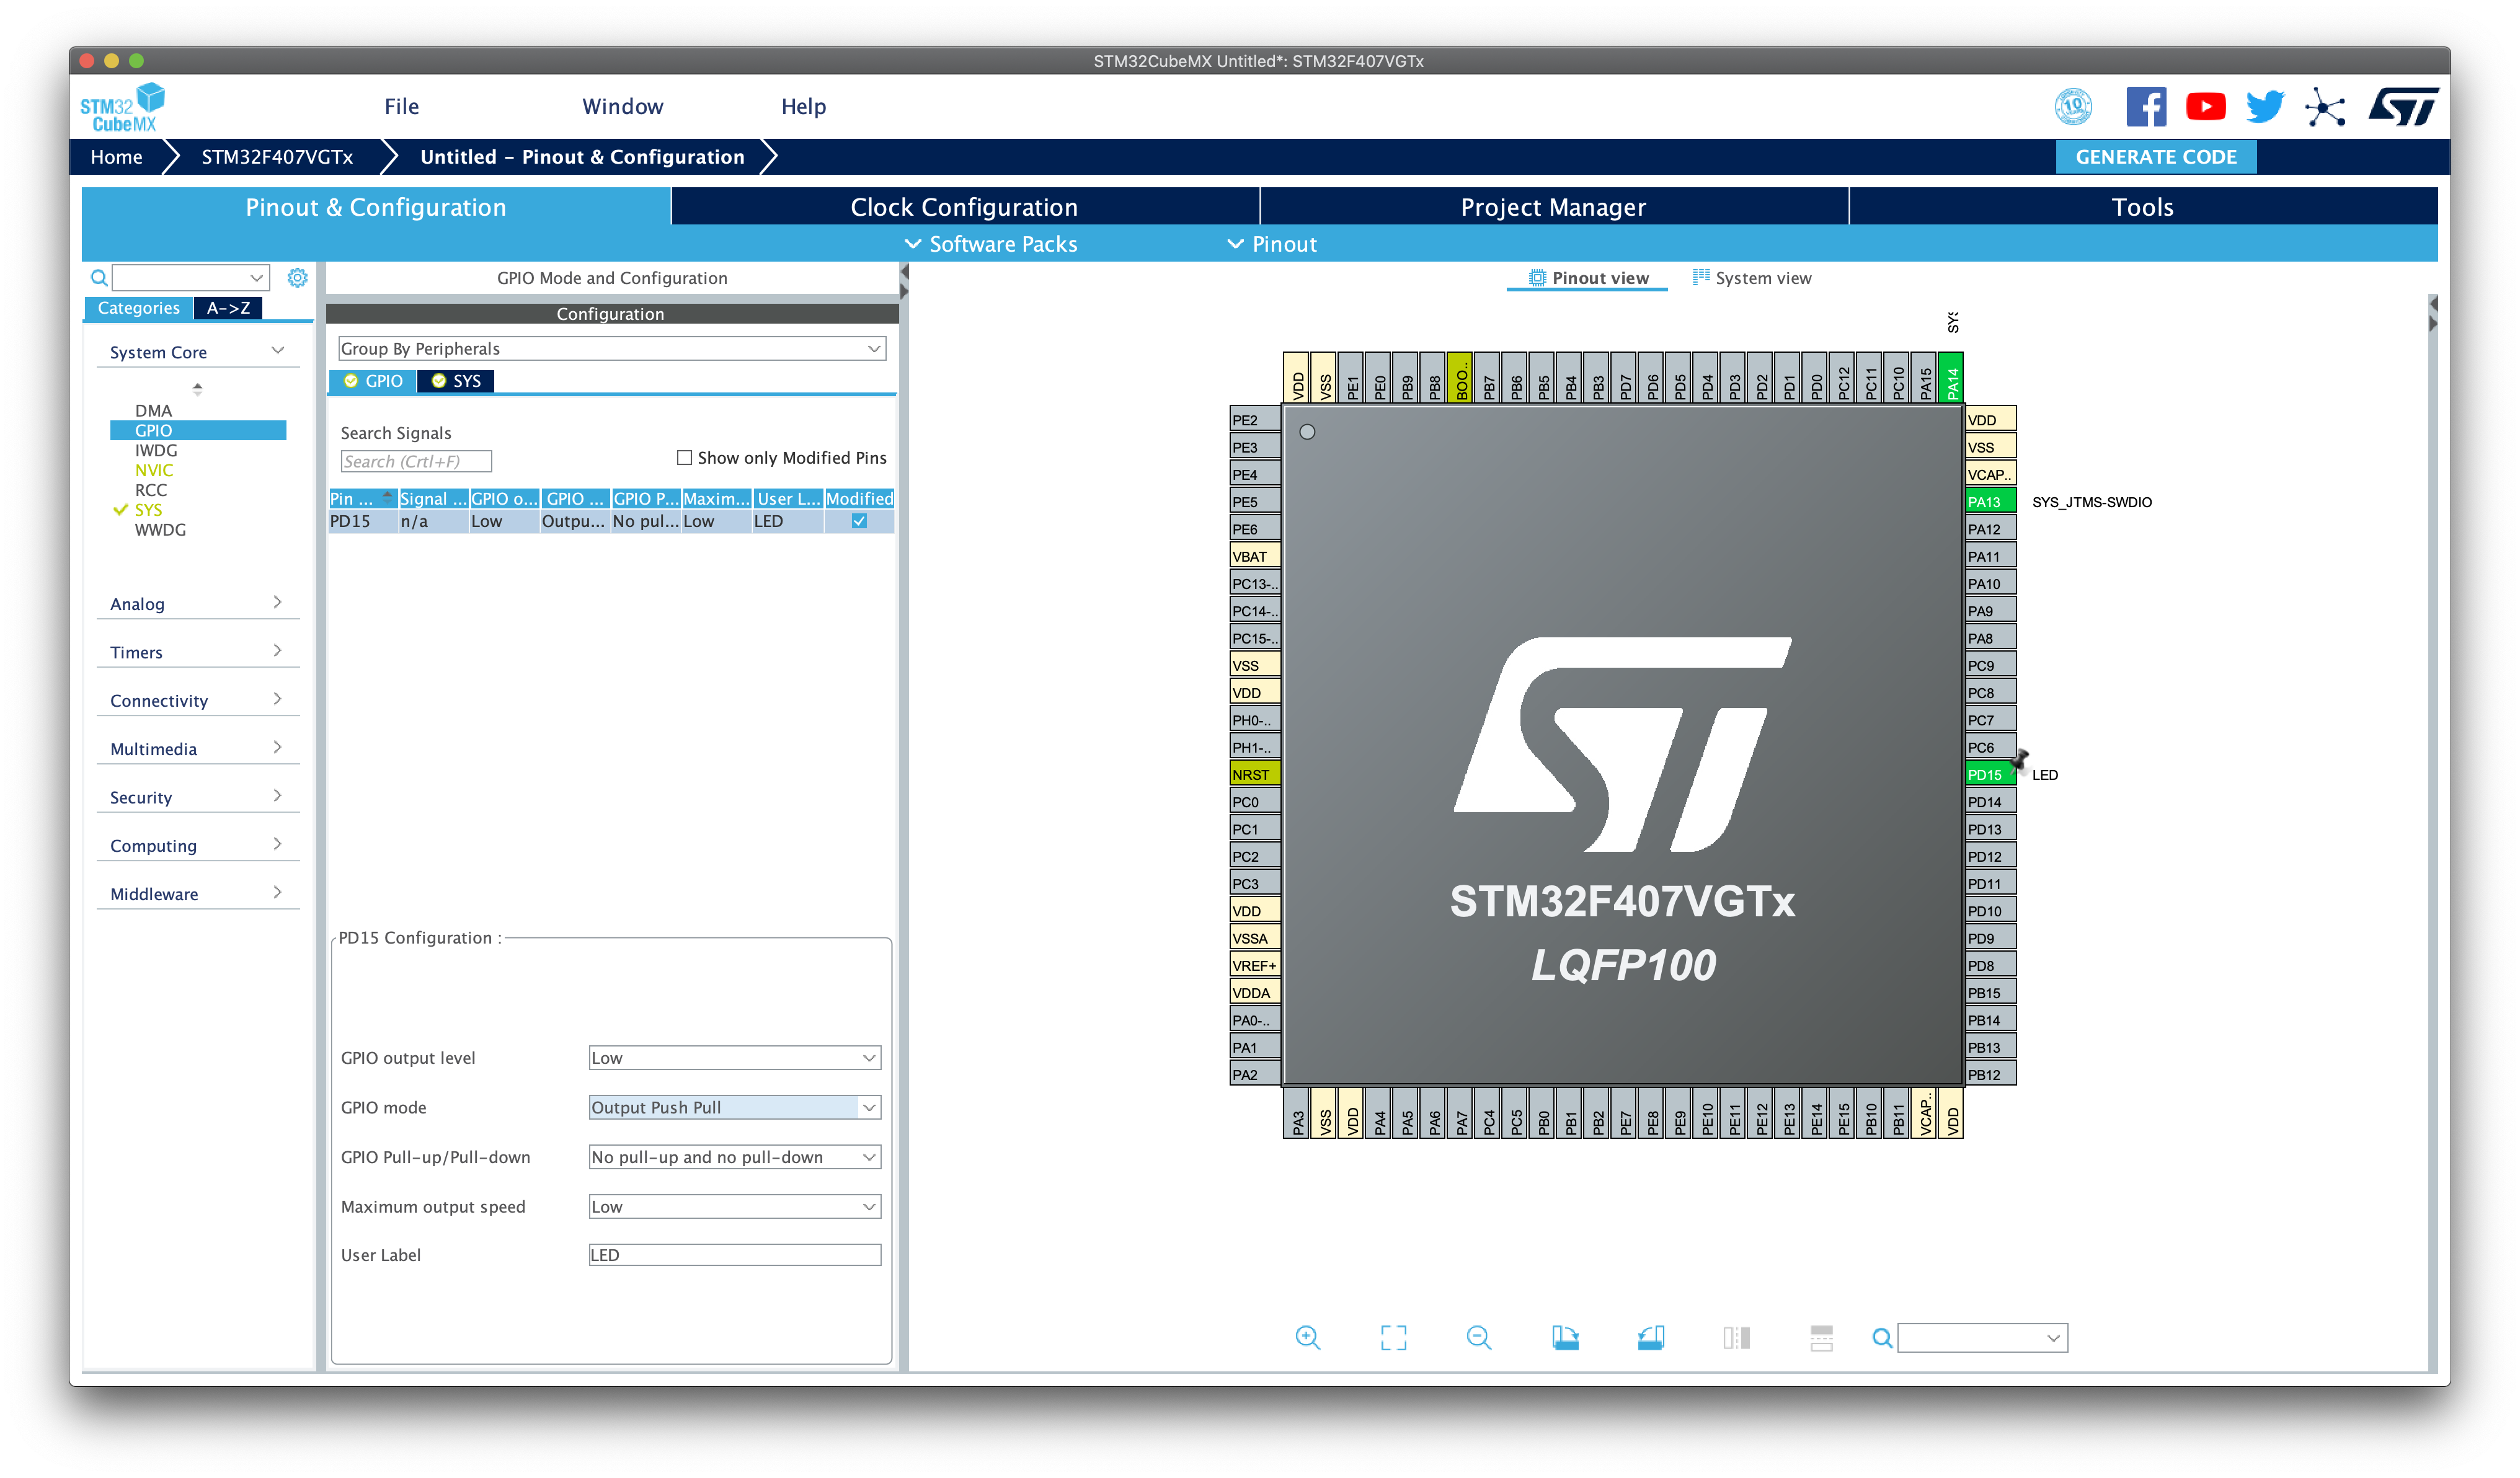 STM32CubeMX Untitled*: STM32F407VGTx
STM32 CubeMX
File Window Help
10
ST
Home STM32F407VGTx Untitled – Pinout & Configuration GENERATE CODE
Pinout & Configuration Clock Configuration Project Manager Tools
Software Packs Pinout
Categories A->Z
System Core
DMA
GPIO
IWDG
NVIC
RCC
SYS
WWDG
Analog
Timers
Connectivity
Multimedia
Security
Computing
Middleware
GPIO Mode and Configuration
Configuration
Group By Peripherals
GPIO SYS
Search Signals
Search (Crtl+F)
Show only Modified Pins
Pin ... Signal ... GPIO o... GPIO ... GPIO P... Maxim... User L... Modified
PD15 n/a Low Outpu... No pul... Low LED
PD15 Configuration :
GPIO output level Low
GPIO mode Output Push Pull
GPIO Pull-up/Pull-down No pull-up and no pull-down
Maximum output speed Low
User Label LED
Pinout view System view
SYS
VDD VSS PE1 PE0 PB9 PB8 BOO.. PB7 PB6 PB5 PB4 PB3 PD7 PD6 PD5 PD4 PD3 PD2 PD1 PD0 PC12 PC11 PC10 PA15 PA14
PE2
PE3
PE4
PE5
PE6
VBAT
PC13-..
PC14-..
PC15-..
VSS
VDD
PH0-..
PH1-..
NRST
PC0
PC1
PC2
PC3
VDD
VSSA
VREF+
VDDA
PA0-..
PA1
PA2
ST
STM32F407VGTx
LQFP100
VDD
VSS
VCAP..
PA13 SYS_JTMS-SWDIO
PA12
PA11
PA10
PA9
PA8
PC9
PC8
PC7
PC6
PD15 LED
PD14
PD13
PD12
PD11
PD10
PD9
PD8
PB15
PB14
PB13
PB12
PA3 VSS VDD PA4 PA5 PA6 PA7 PC4 PC5 PB0 PB1 PB2 PE7 PE8 PE9 PE10 PE11 PE12 PE13 PE14 PE15 PB10 PB11 VCAP.. VDD